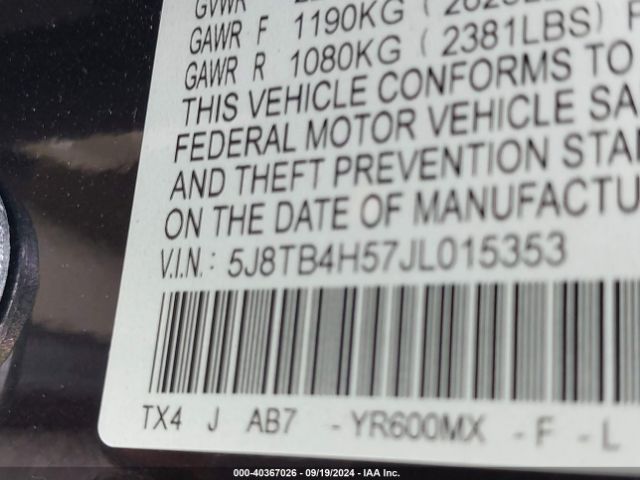 GVWR
GAWR F 1190KG (
GAWR R 1080KG ( 2381LBS)
THIS VEHICLE CONFORMS TO
FEDERAL MOTOR VEHICLE SA
AND THEFT PREVENTION STA
ON THE DATE OF MANUFACTU
V.I.N.: 5J8TB4H57JL015353
TX4 J AB7 -YR600MX -F-L
000-40367026 - 09/19/2024 - IAA Inc.